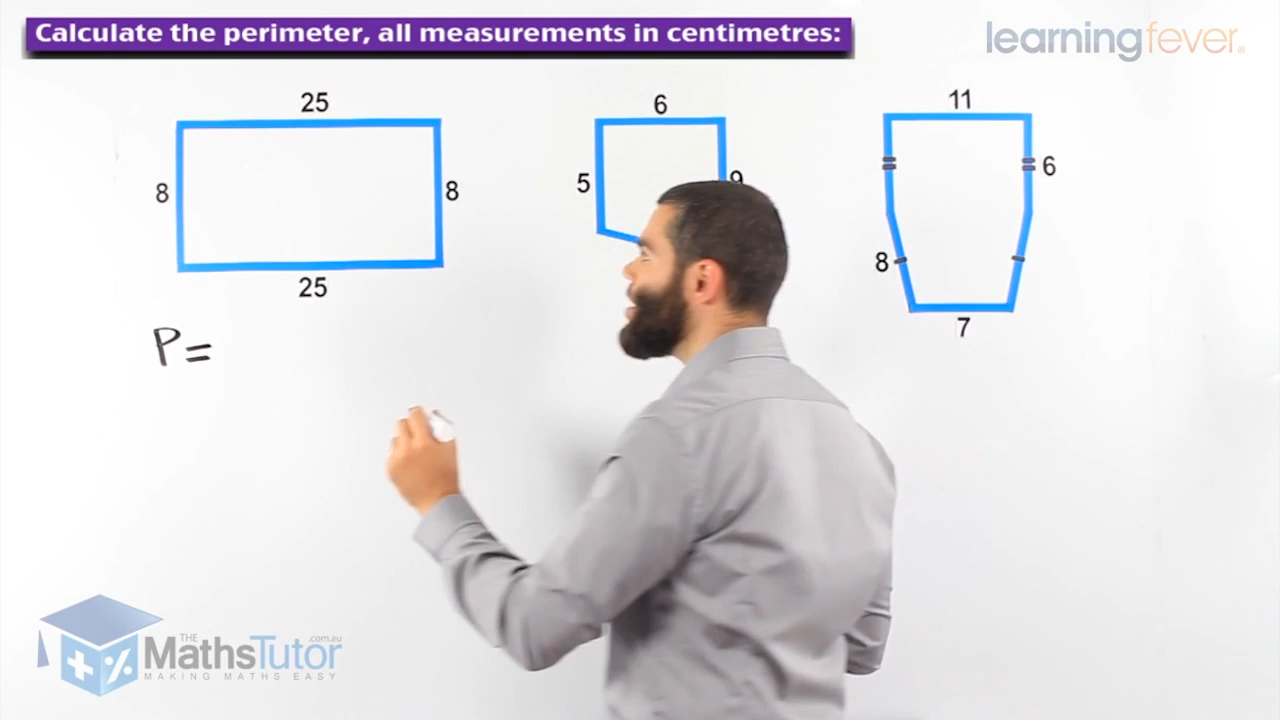 Calculate the perimeter, all measurements in centimetres:
learningfever
25
8
8
25
6
5
9
11
6
8
7
P=
THE
MathsTutor
.com.au
MAKING MATHS EASY